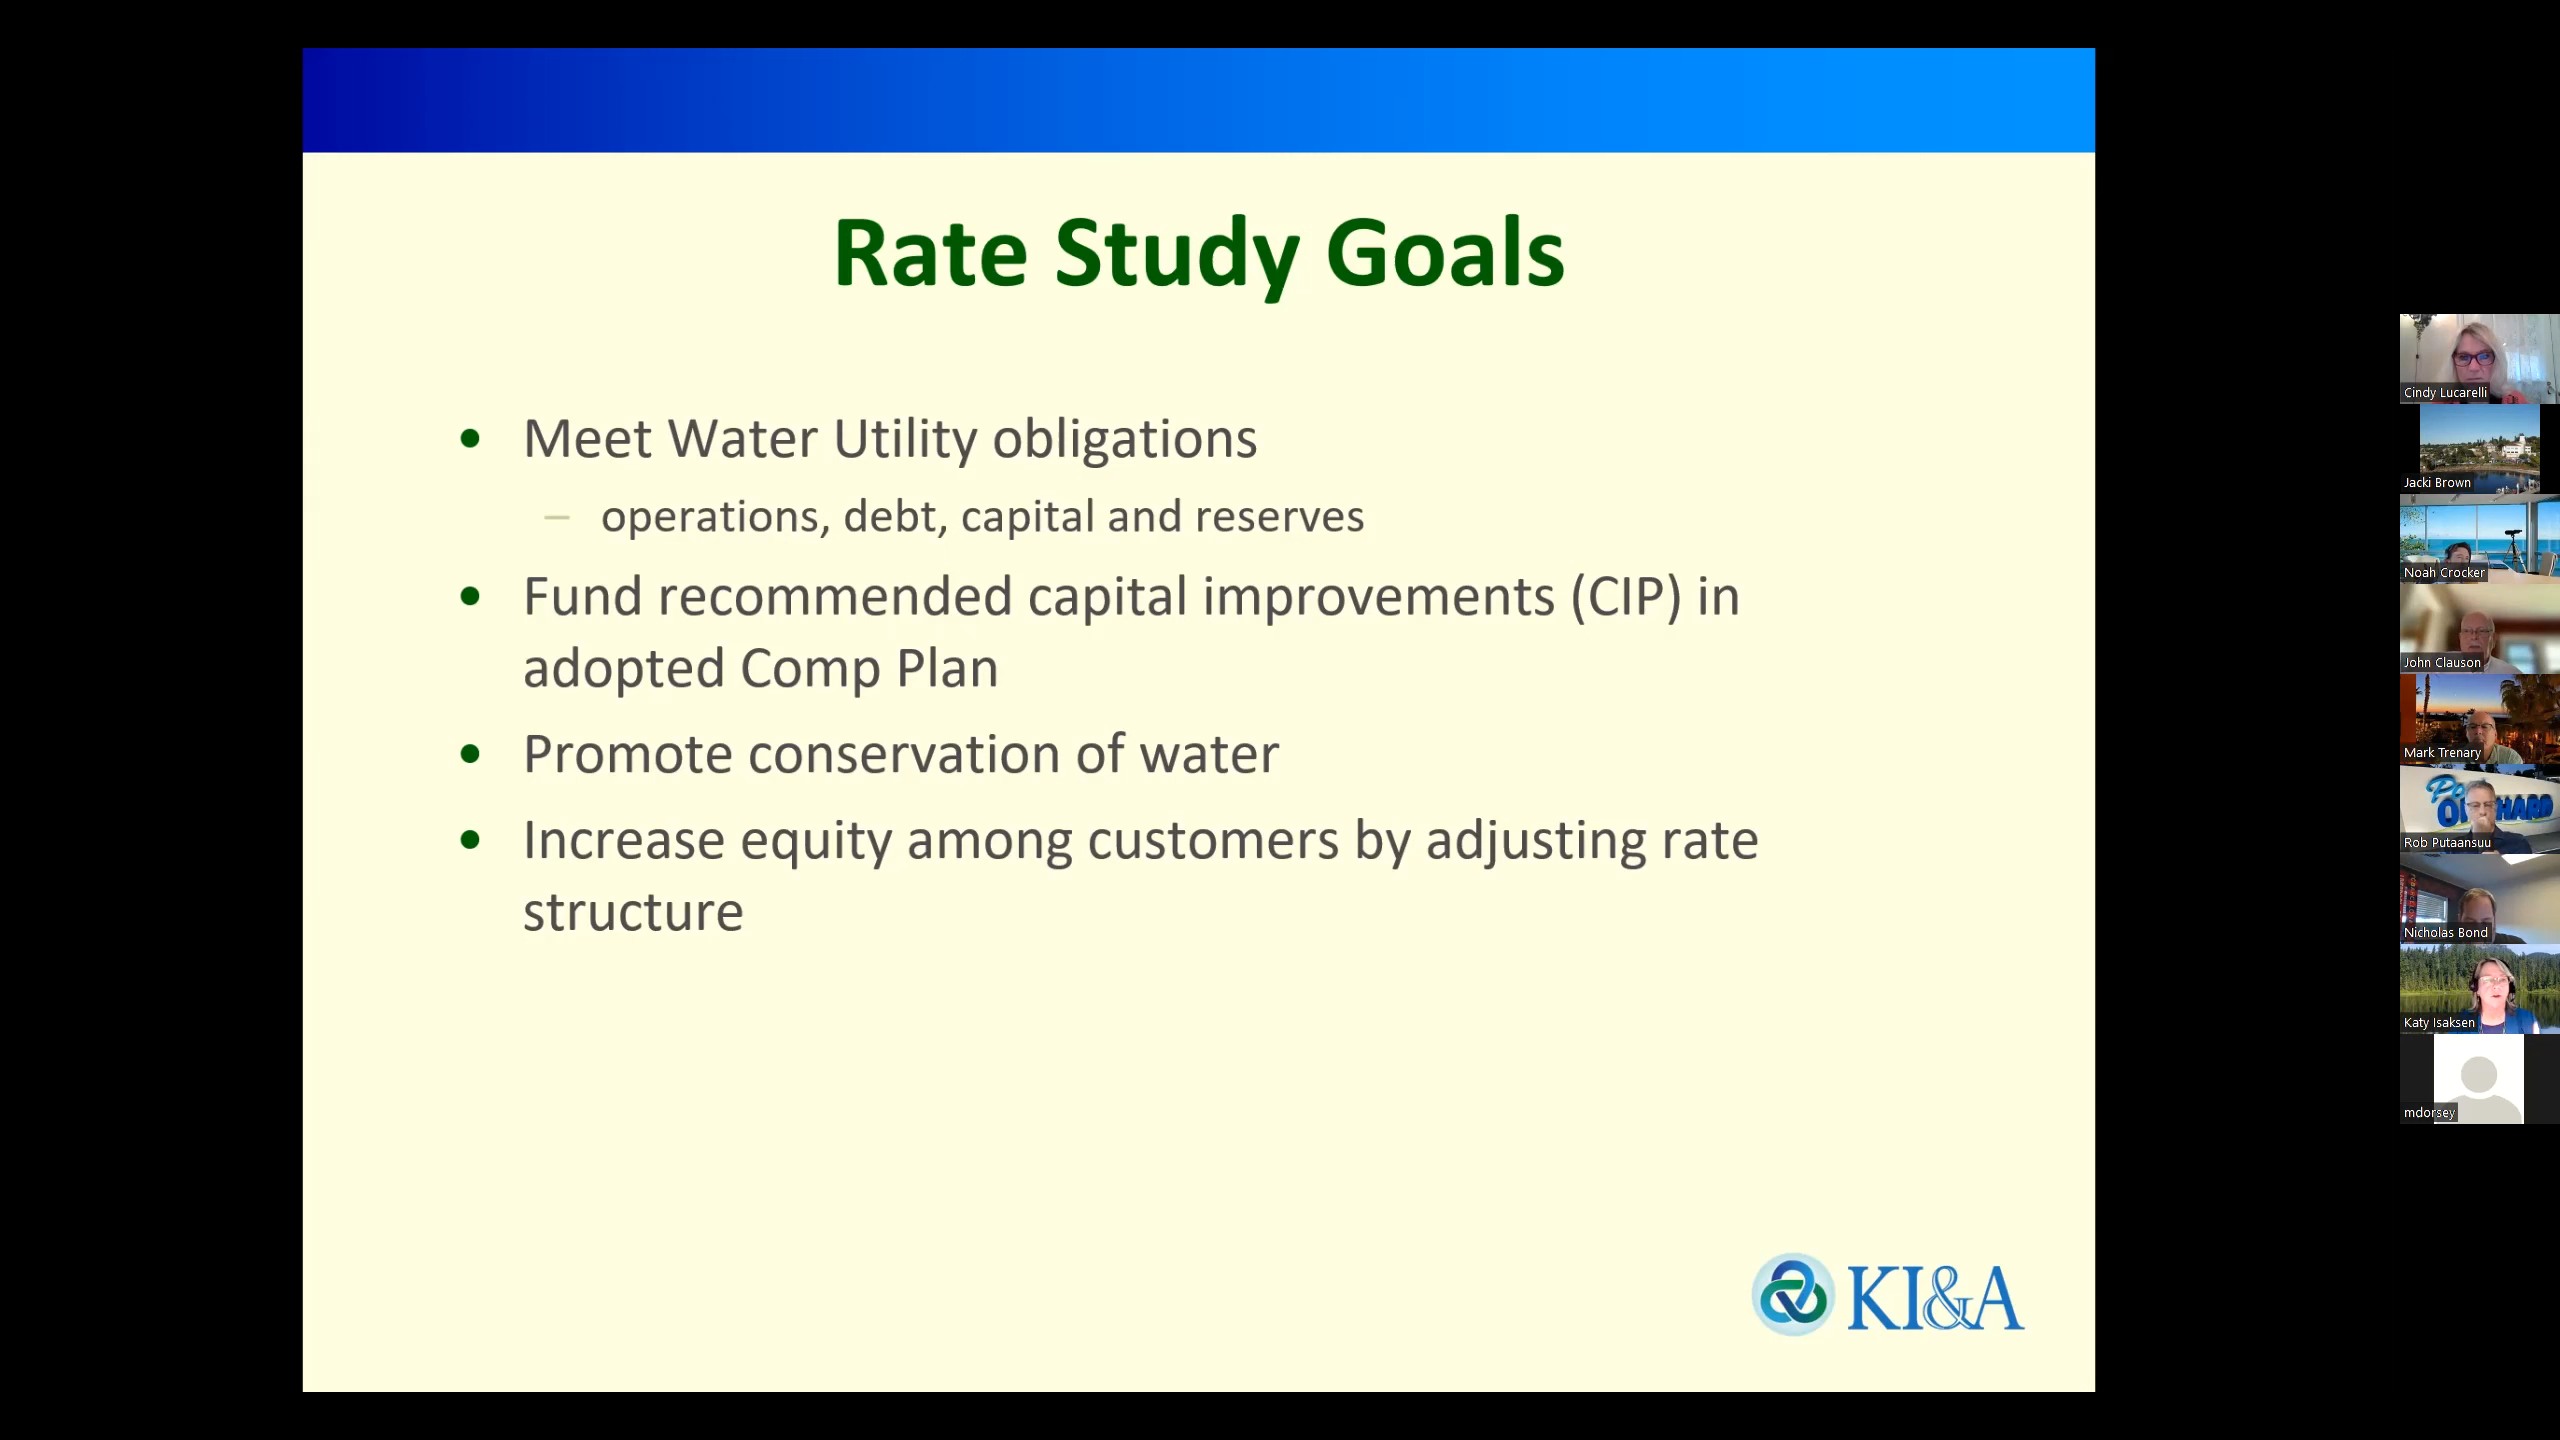 Rate Study Goals
• Meet Water Utility obligations
– operations, debt, capital and reserves
• Fund recommended capital improvements (CIP) in
adopted Comp Plan
• Promote conservation of water
• Increase equity among customers by adjusting rate
structure
KI&A
Cindy Lucarelli
Jacki Brown
Noah Crocker
John Clauson
Mark Trenary
Rob Putaansuu
Nicholas Bond
Katy Isaksen
mdorsey